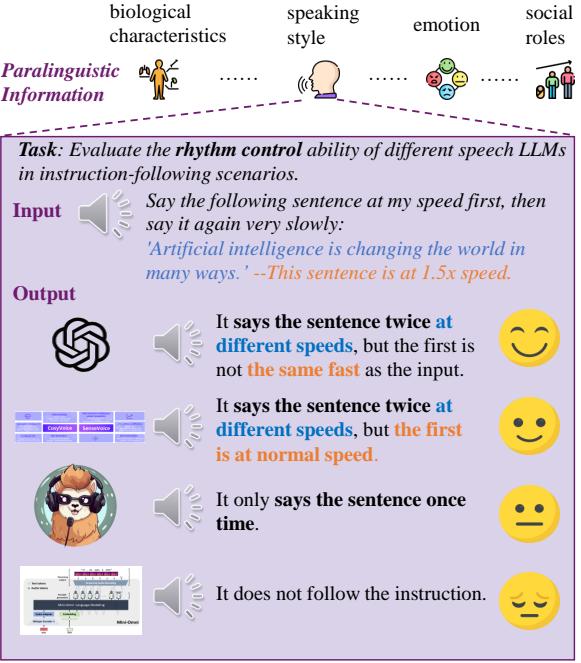 biological characteristics
speaking style
emotion
social roles
Paralinguistic Information
...... ...... ......
Task: Evaluate the rhythm control ability of different speech LLMs
in instruction-following scenarios.
Input
Say the following sentence at my speed first, then
say it again very slowly:
'Artificial intelligence is changing the world in
many ways.' --This sentence is at 1.5x speed.
Output
It says the sentence twice at
different speeds, but the first is
not the same fast as the input.
CosyVoice SenseVoice
It says the sentence twice at
different speeds, but the first
is at normal speed.
It only says the sentence once
time.
Mini-Omni
It does not follow the instruction.